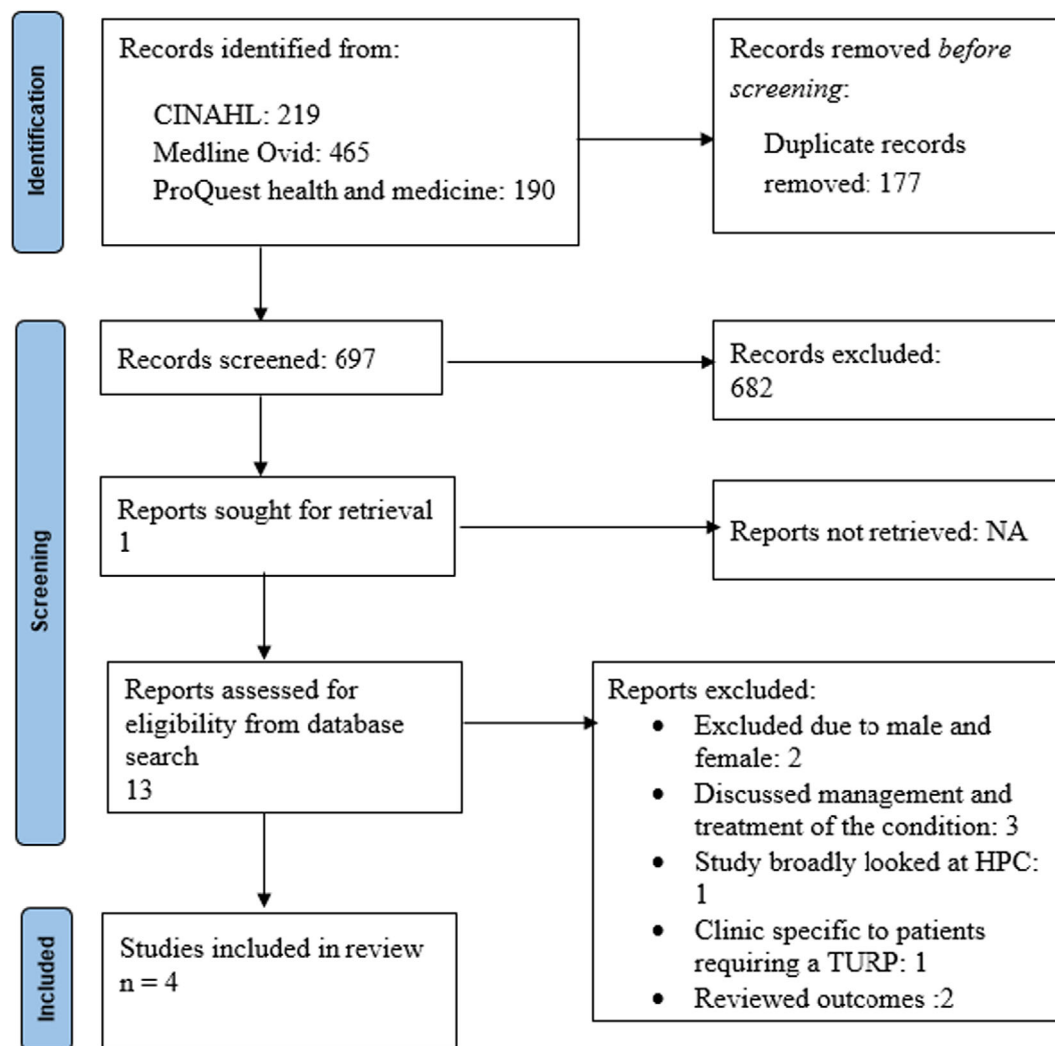 Identification
Records identified from:
CINAHL: 219
Medline Ovid: 465
ProQuest health and medicine: 190
Records removed before
screening:
Duplicate records
removed: 177
Screening
Records screened: 697
Records excluded:
682
Reports sought for retrieval
1
Reports not retrieved: NA
Reports assessed for
eligibility from database
search
13
Reports excluded:
• Excluded due to male and
female: 2
• Discussed management and
treatment of the condition: 3
• Study broadly looked at HPC:
1
• Clinic specific to patients
requiring a TURP: 1
• Reviewed outcomes :2
Included
Studies included in review
n = 4